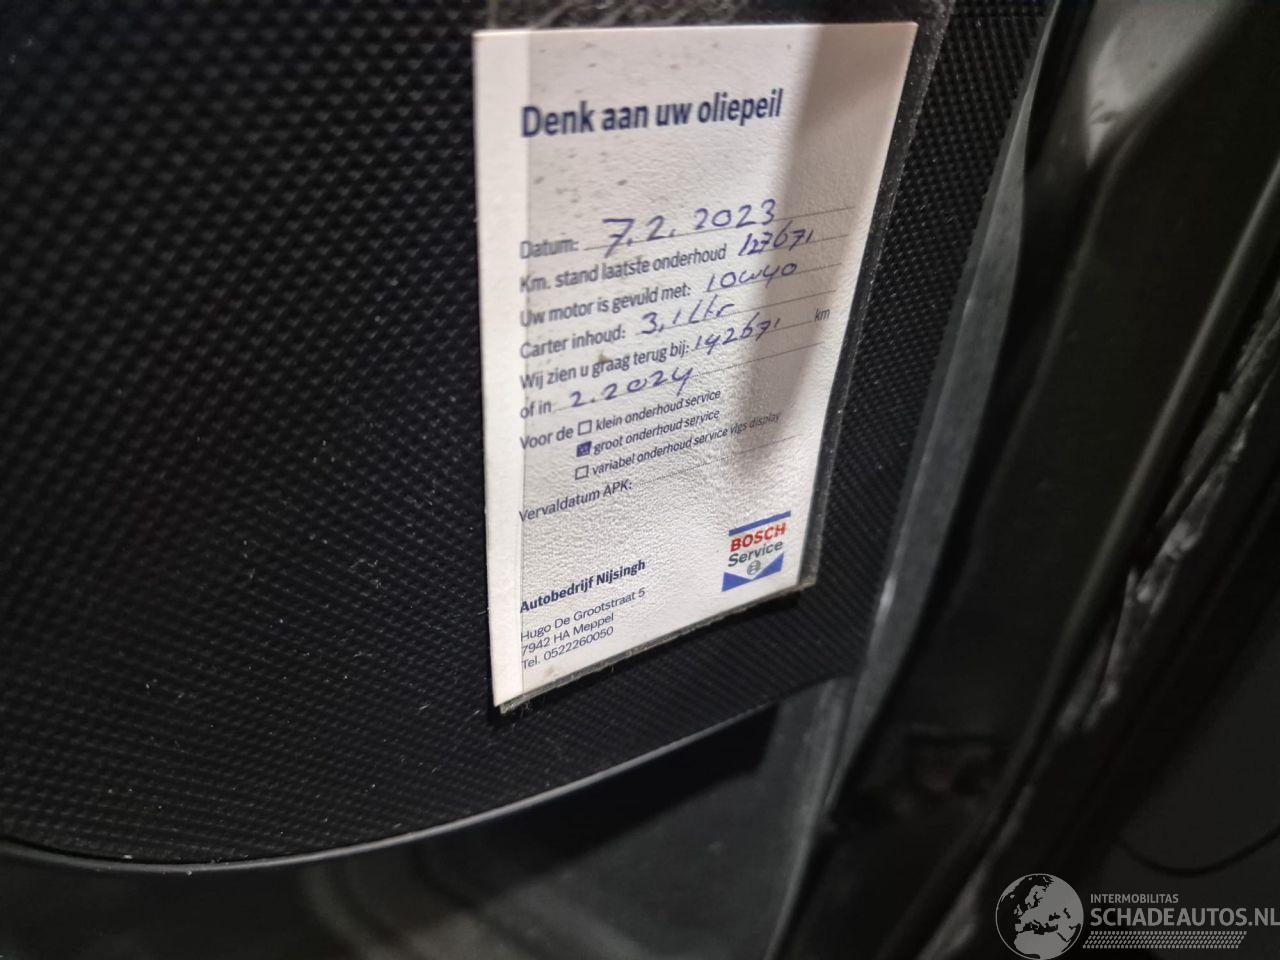 Denk aan uw oliepeil
Datum: 7.2.2023
Km. stand laatste onderhoud 127671
Uw motor is gevuld met: 10W40
Carter inhoud: 3,1 ltr
Wij zien u graag terug bij: 142671 km
of in 2.2024
Voor de klein onderhoud service
groot onderhoud service
variabel onderhoud service vlgs display
Vervaldatum APK:
BOSCH
Service
Autobedrijf Nijsingh
Hugo De Grootstraat 5
7942 HA Meppel
Tel. 0522260050
INTERMOBILITAS
SCHADEAUTOS.NL